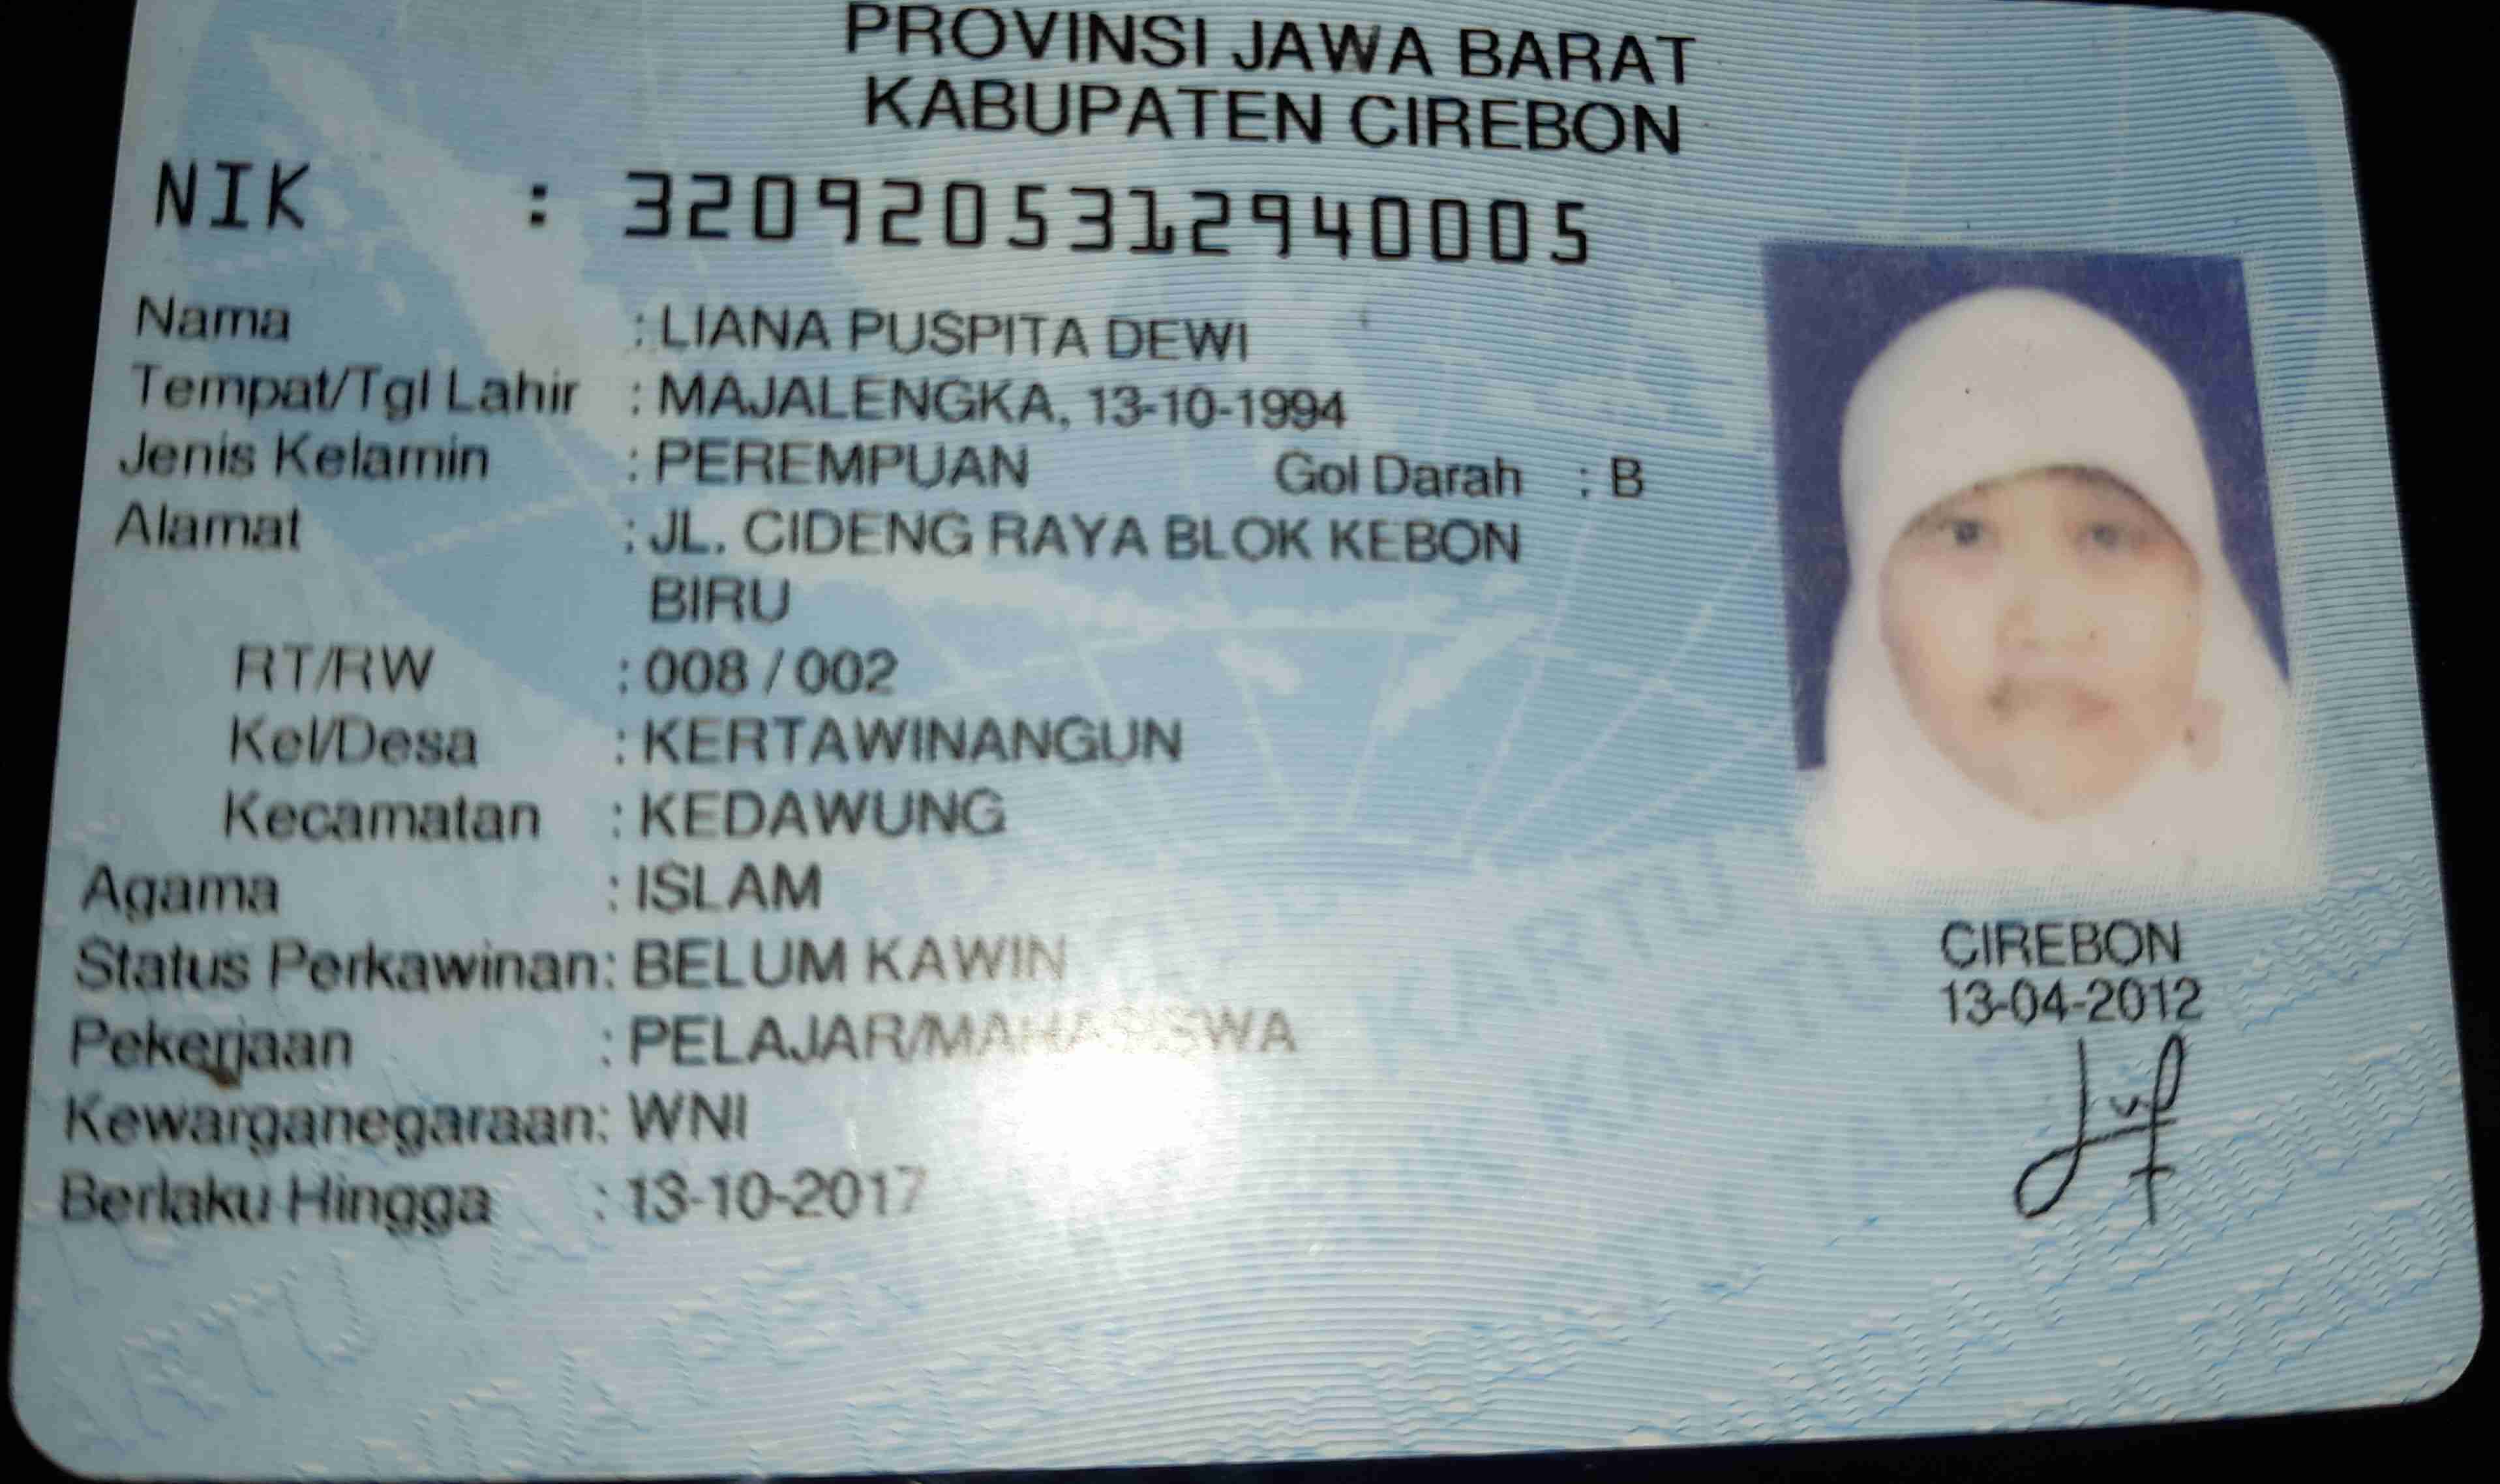 PROVINSI JAWA BARAT
KABUPATEN CIREBON
NIK : 3209205312940005
Nama : LIANA PUSPITA DEWI
Tempat/Tgl Lahir : MAJALENGKA, 13-10-1994
Jenis Kelamin : PEREMPUAN Gol Darah : B
Alamat : JL. CIDENG RAYA BLOK KEBON
BIRU
RT/RW : 008 / 002
Kel/Desa : KERTAWINANGUN
Kecamatan : KEDAWUNG
Agama : ISLAM
Status Perkawinan: BELUM KAWIN
Pekerjaan : PELAJAR/MAHASISWA
Kewarganegaraan: WNI
Berlaku Hingga : 13-10-2017
CIREBON
13-04-2012